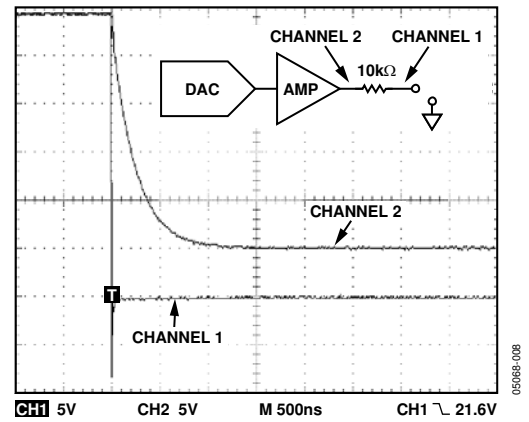 CHANNEL 2
CHANNEL 1
10kΩ
DAC
AMP
CHANNEL 2
T
CHANNEL 1
05068-008
CH1 5V CH2 5V M 500ns CH1 21.6V